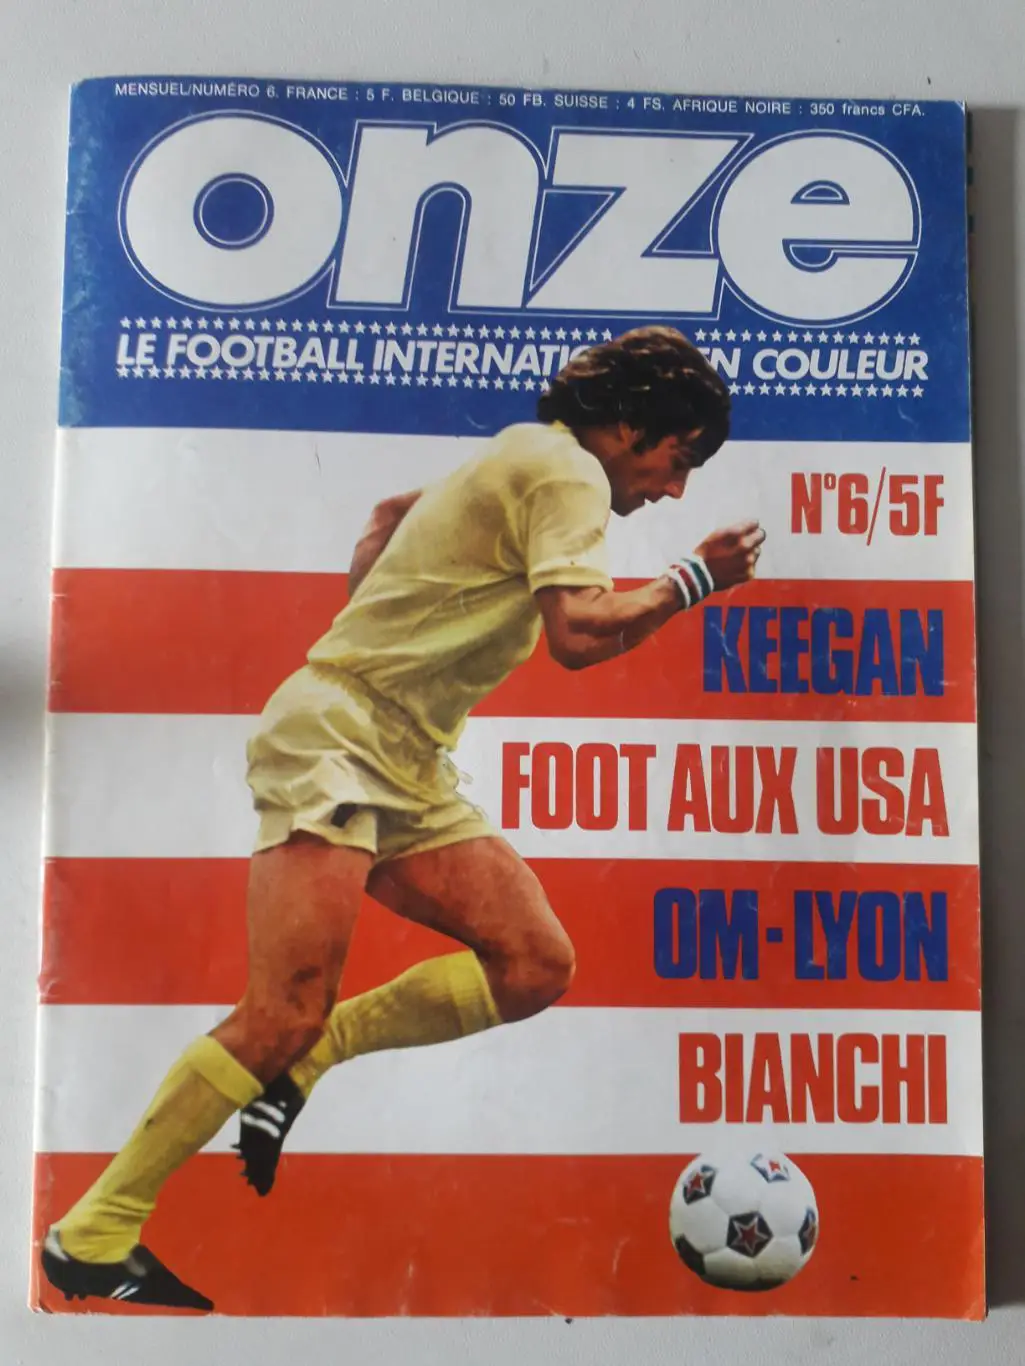 MENSUEL/NUMÉRO 6. FRANCE : 5 F. BELGIQUE : 50 FB. SUISSE : 4 FS. AFRIQUE NOIRE : 350 francs CFA.
onze
LE FOOTBALL INTERNATIO EN COULEUR
N°6/5F
KEEGAN
FOOT AUX USA
OM-LYON
BIANCHI